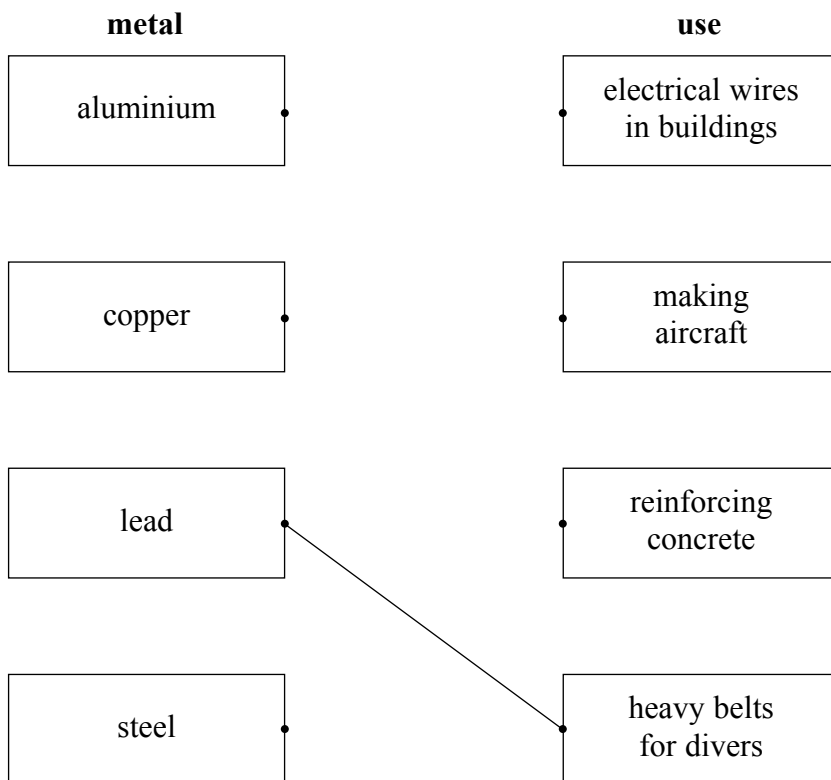 metal
use
aluminium
electrical wires
in buildings
copper
making
aircraft
lead
reinforcing
concrete
steel
heavy belts
for divers